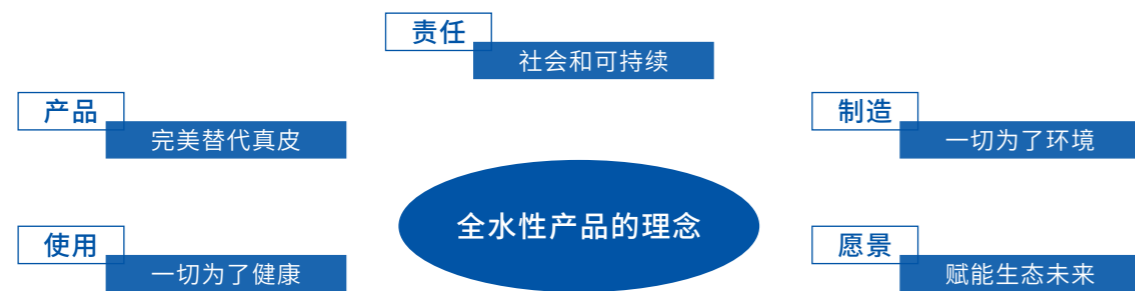 责任
社会和可持续
产品
完美替代真皮
制造
一切为了环境
全水性产品的理念
使用
一切为了健康
愿景
赋能生态未来